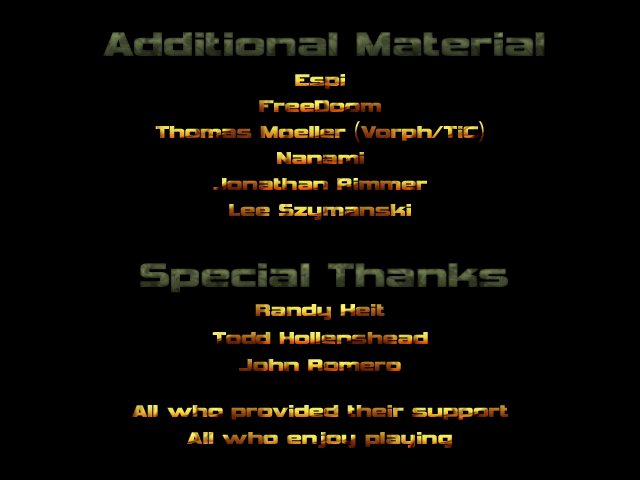 Additional Material
Espi
FreeDoom
Thomas Moeller (Vorph/TiC)
Nanami
Jonathan Rimmer
Lee Szymanski
Special Thanks
Randy Heit
Todd Hollenshead
John Romero
All who provided their support
All who enjoy playing